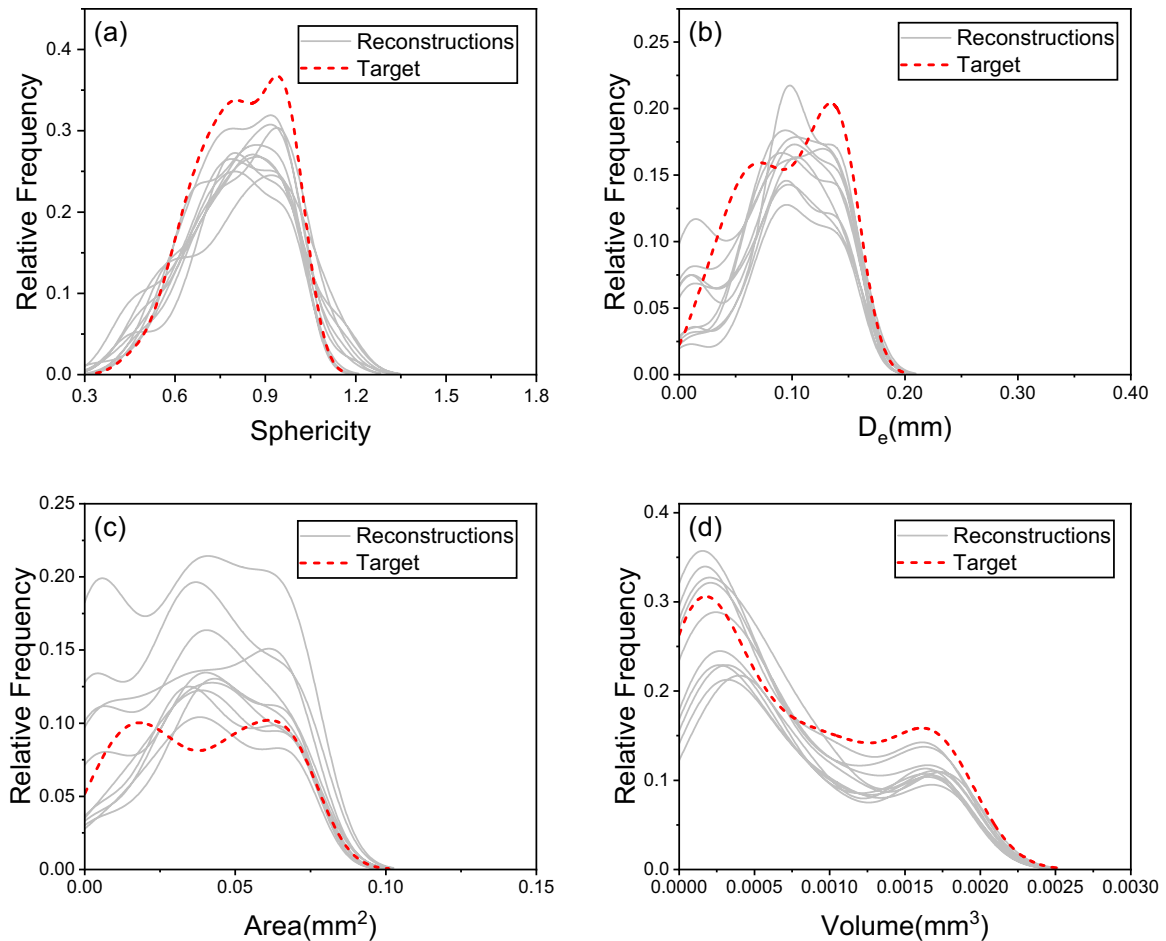 (a)
Reconstructions
Target
0.4
0.3
0.2
0.1
0.0
Relative Frequency
0.3
0.6
0.9
1.2
1.5
1.8
Sphericity
(b)
Reconstructions
Target
0.25
0.20
0.15
0.10
0.05
0.00
Relative Frequency
0.00
0.10
0.20
0.30
0.40
D_e(mm)
(c)
Reconstructions
Target
0.25
0.20
0.15
0.10
0.05
0.00
Relative Frequency
0.00
0.05
0.10
0.15
Area(mm²)
(d)
Reconstructions
Target
0.4
0.3
0.2
0.1
0.0
Relative Frequency
0.0000
0.0005
0.0010
0.0015
0.0020
0.0025
0.0030
Volume(mm³)